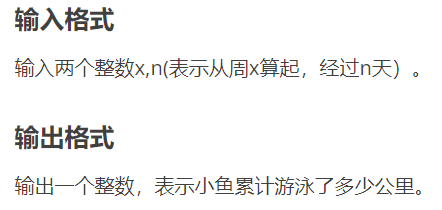 输入格式
输入两个整数x,n(表示从周x算起，经过n天）。
输出格式
输出一个整数，表示小鱼累计游泳了多少公里。